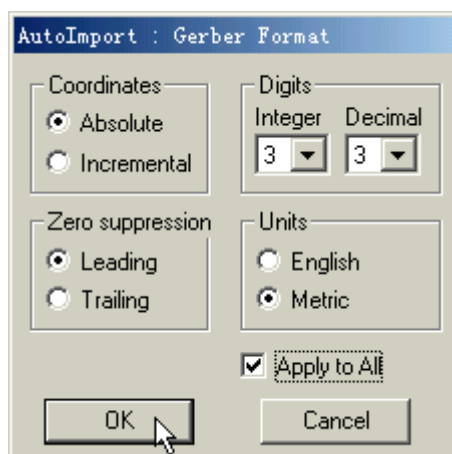 AutoImport : Gerber Format
Coordinates
Absolute
Incremental
Digits
Integer Decimal
3 3
Zero suppression
Leading
Trailing
Units
English
Metric
Apply to All
OK Cancel